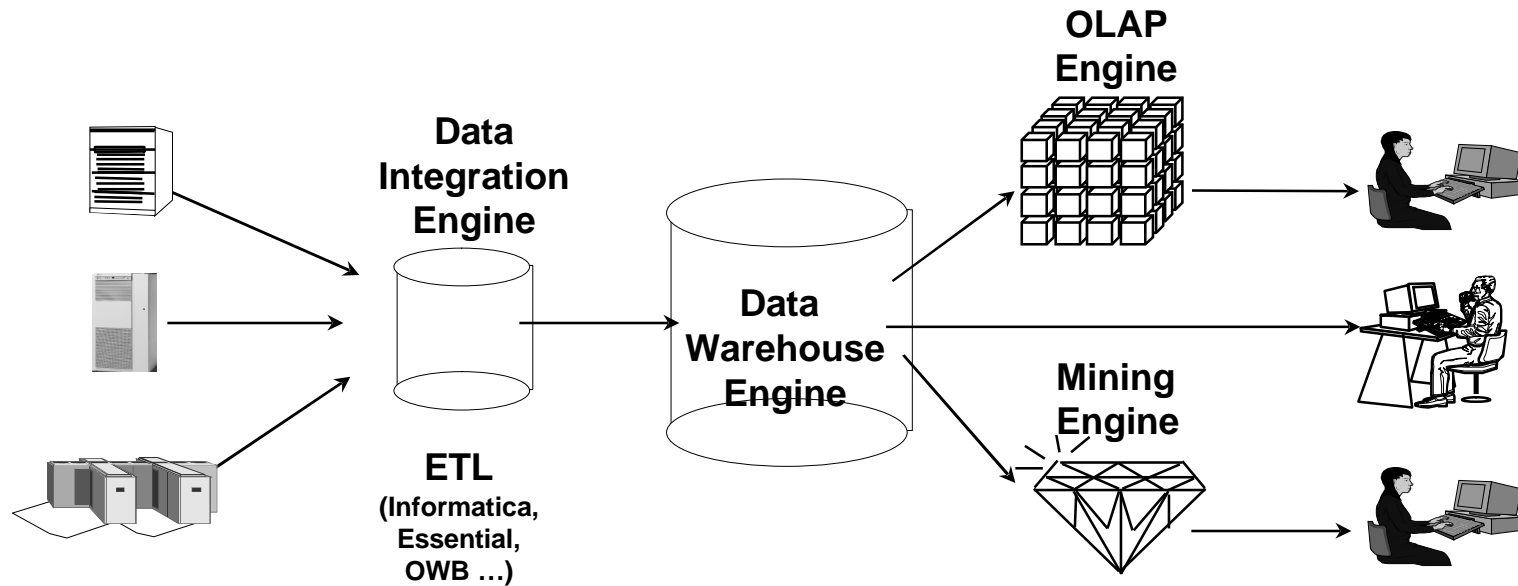 OLAP
Engine
Data
Integration
Engine
Data
Warehouse
Engine
Mining
Engine
ETL
(Informatica,
Essential,
OWB …)